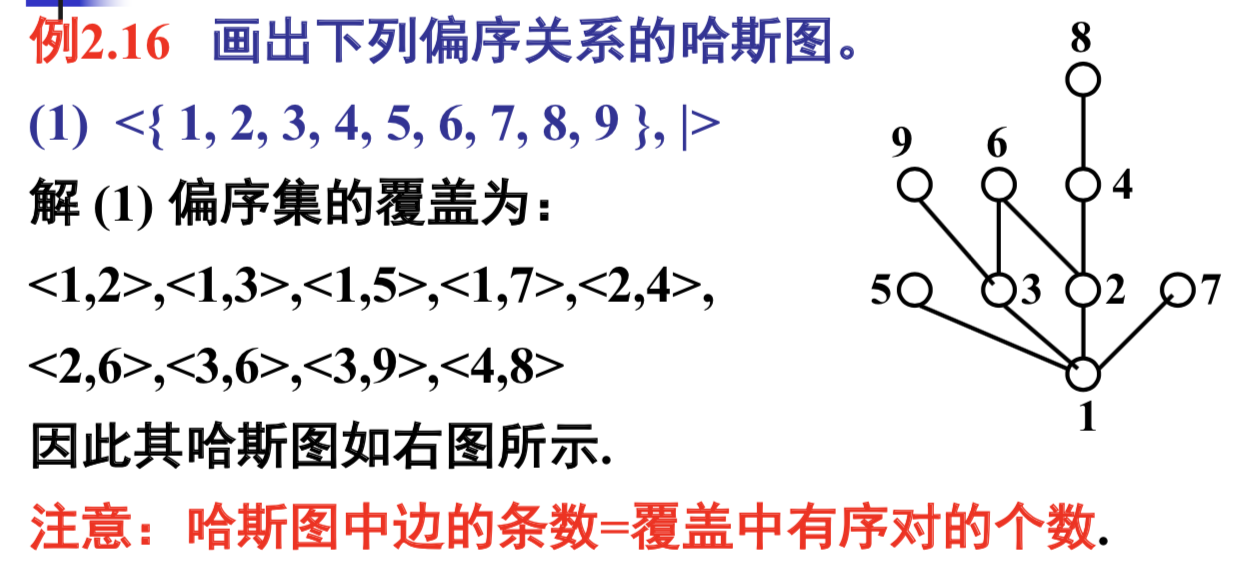 例2.16 画出下列偏序关系的哈斯图。
(1) <{ 1, 2, 3, 4, 5, 6, 7, 8, 9 }, |>
解 (1) 偏序集的覆盖为：
<1,2>,<1,3>,<1,5>,<1,7>,<2,4>,
<2,6>,<3,6>,<3,9>,<4,8>
因此其哈斯图如右图所示.
注意：哈斯图中边的条数=覆盖中有序对的个数.
8
9 6
4
5 3 2 7
1